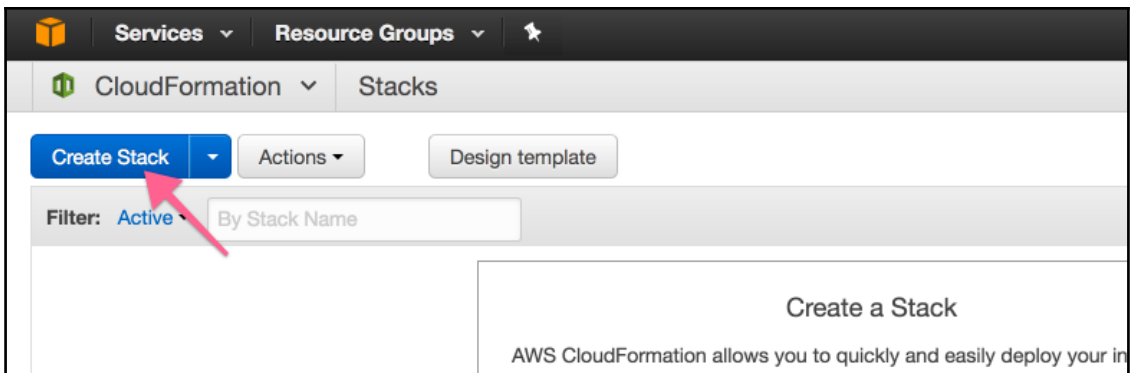 Services Resource Groups
CloudFormation Stacks
Create Stack Actions Design template
Filter: Active By Stack Name
Create a Stack
AWS CloudFormation allows you to quickly and easily deploy your in